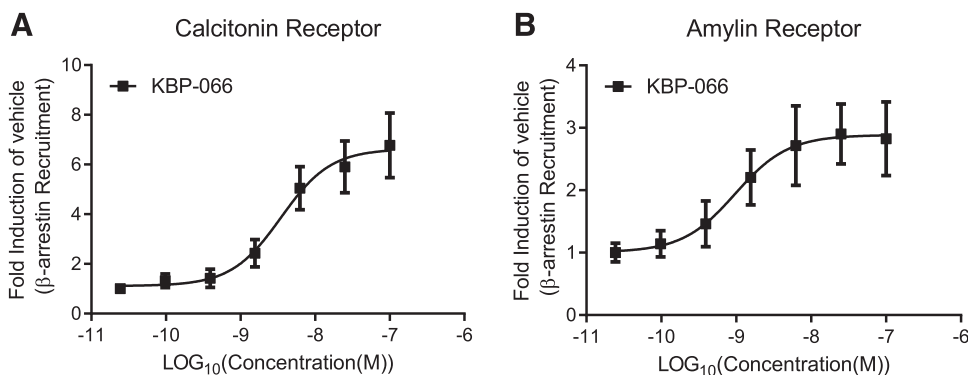 A
Calcitonin Receptor
KBP-066
Fold Induction of vehicle
(β-arrestin Recruitment)
10
8
6
4
2
0
-11
-10
-9
-8
-7
-6
LOG10(Concentration(M))
B
Amylin Receptor
KBP-066
Fold Induction of vehicle
(β-arrestin Recruitment)
4
3
2
1
0
-11
-10
-9
-8
-7
-6
LOG10(Concentration(M))